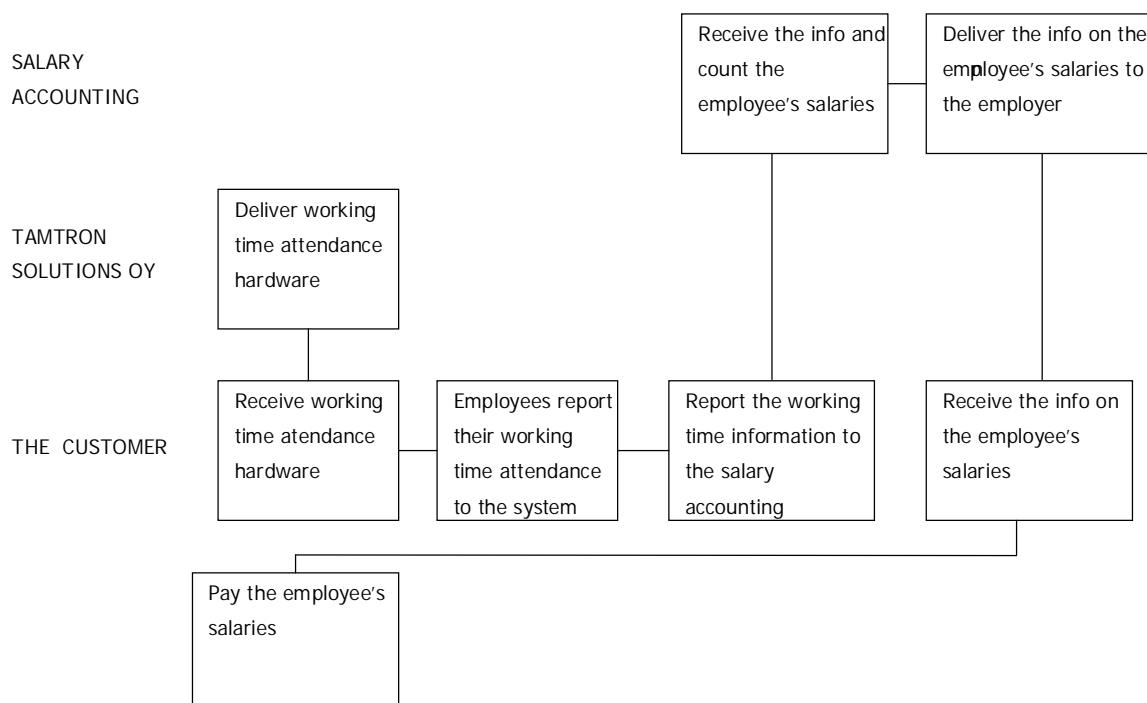 SALARY
ACCOUNTING
Receive the info and
count the
employee's salaries
Deliver the info on the
employee's salaries to
the employer
TAMTRON
SOLUTIONS OY
Deliver working
time attendance
hardware
THE CUSTOMER
Receive working
time atendance
hardware
Employees report
their working
time attendance
to the system
Report the working
time information to
the salary
accounting
Receive the info on
the employee's
salaries
Pay the employee's
salaries